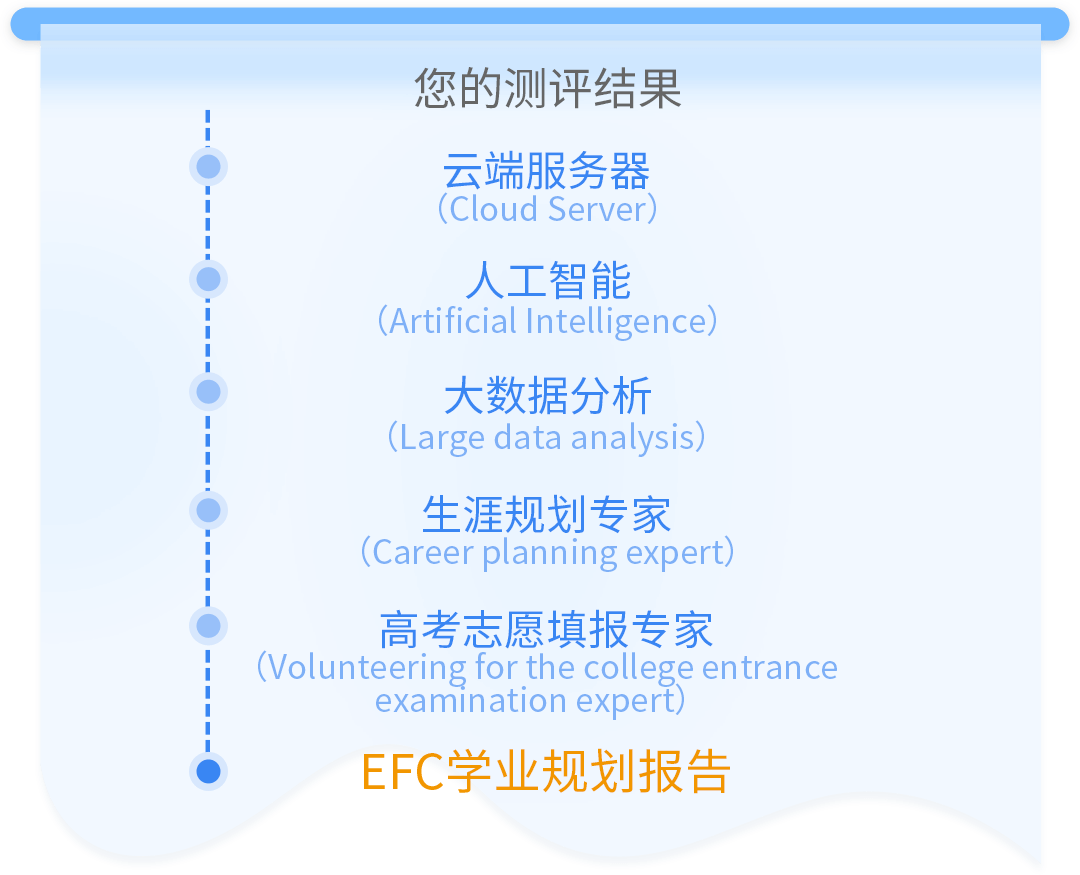 您的测评结果
云端服务器
（Cloud Server）
人工智能
（Artificial Intelligence）
大数据分析
（Large data analysis）
生涯规划专家
（Career planning expert）
高考志愿填报专家
（Volunteering for the college entrance
examination expert）
EFC学业规划报告